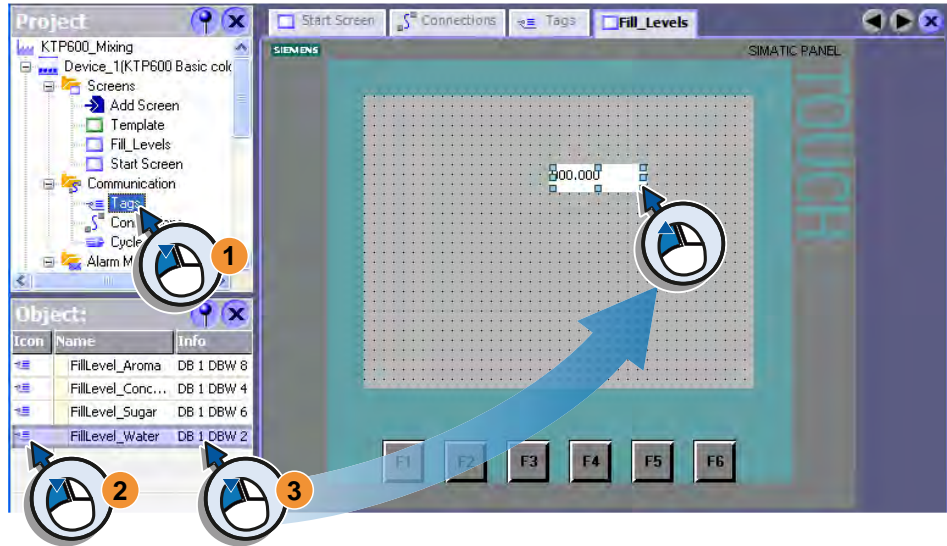 Project
KTP600_Mixing
Device_1(KTP600 Basic colo
Screens
Add Screen
Template
Fill_Levels
Start Screen
Communication
Tags
Con
Cycle
Alarm M
1
Object:
Icon Name Info
FillLevel_Aroma DB 1 DBW 8
FillLevel_Conc... DB 1 DBW 4
FillLevel_Sugar DB 1 DBW 6
FillLevel_Water DB 1 DBW 2
2
3
Start Screen Connections Tags Fill_Levels
SIEMENS SIMATIC PANEL
TOUCH
000.000
F1 F2 F3 F4 F5 F6